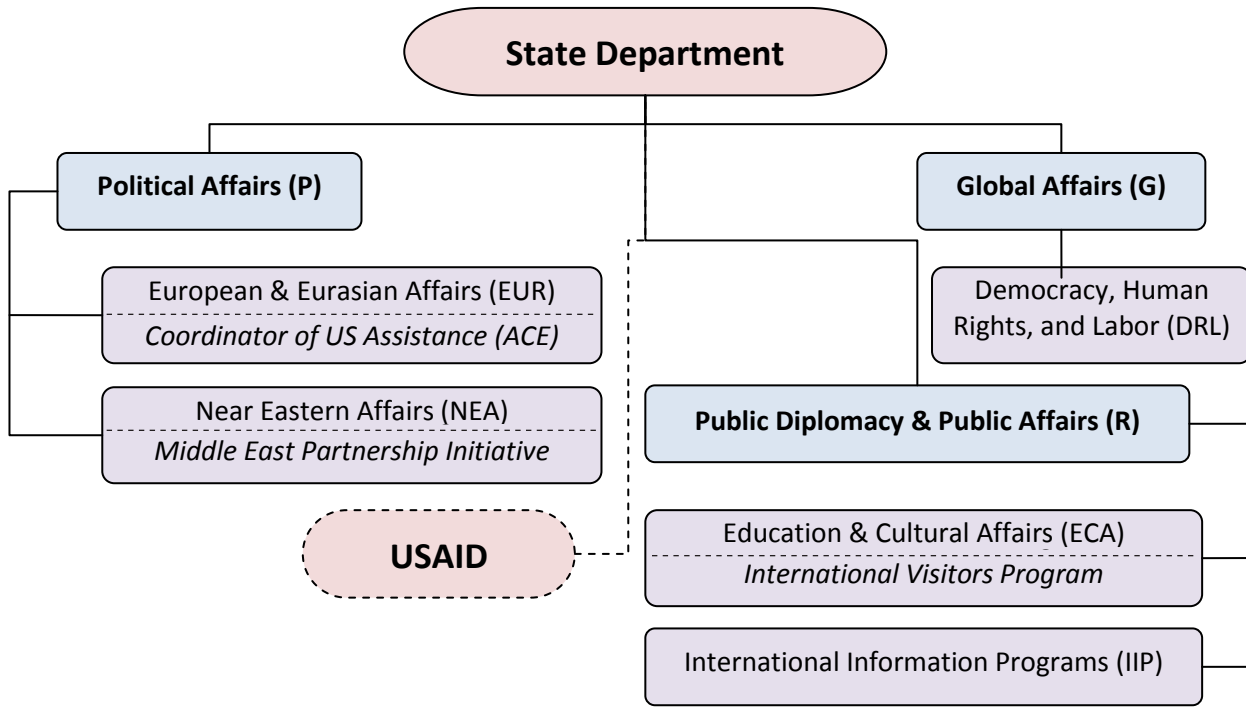 State Department
Political Affairs (P)
Global Affairs (G)
European & Eurasian Affairs (EUR)
Coordinator of US Assistance (ACE)
Democracy, Human
Rights, and Labor (DRL)
Near Eastern Affairs (NEA)
Middle East Partnership Initiative
Public Diplomacy & Public Affairs (R)
USAID
Education & Cultural Affairs (ECA)
International Visitors Program
International Information Programs (IIP)